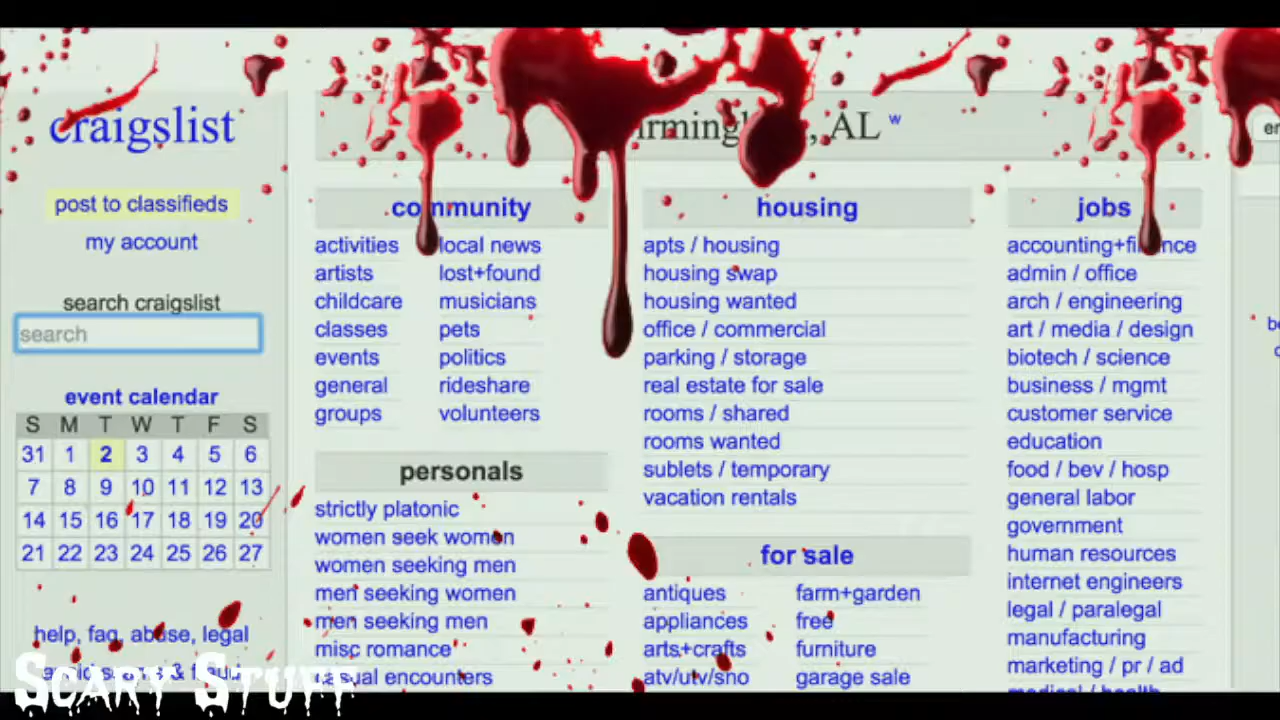 craigslist
post to classifieds
my account
search craigslist
search
event calendar
S M T W T F S
31 1 2 3 4 5 6
7 8 9 10 11 12 13
14 15 16 17 18 19 20
21 22 23 24 25 26 27
help, faq, abuse, legal
AL w
community
activities local news
artists lost+found
childcare musicians
classes pets
events politics
general rideshare
groups volunteers
personals
strictly platonic
women seek women
women seeking men
men seeking women
men seeking men
misc romance
casual encounters
housing
apts / housing
housing swap
housing wanted
office / commercial
parking / storage
real estate for sale
rooms / shared
rooms wanted
sublets / temporary
vacation rentals
for sale
antiques farm+garden
appliances free
arts+crafts furniture
atv/utv/sno garage sale
jobs
accounting+finance
admin / office
arch / engineering
art / media / design
biotech / science
business / mgmt
customer service
education
food / bev / hosp
general labor
government
human resources
internet engineers
legal / paralegal
manufacturing
marketing / pr / ad
medical / health
Scary Stuff